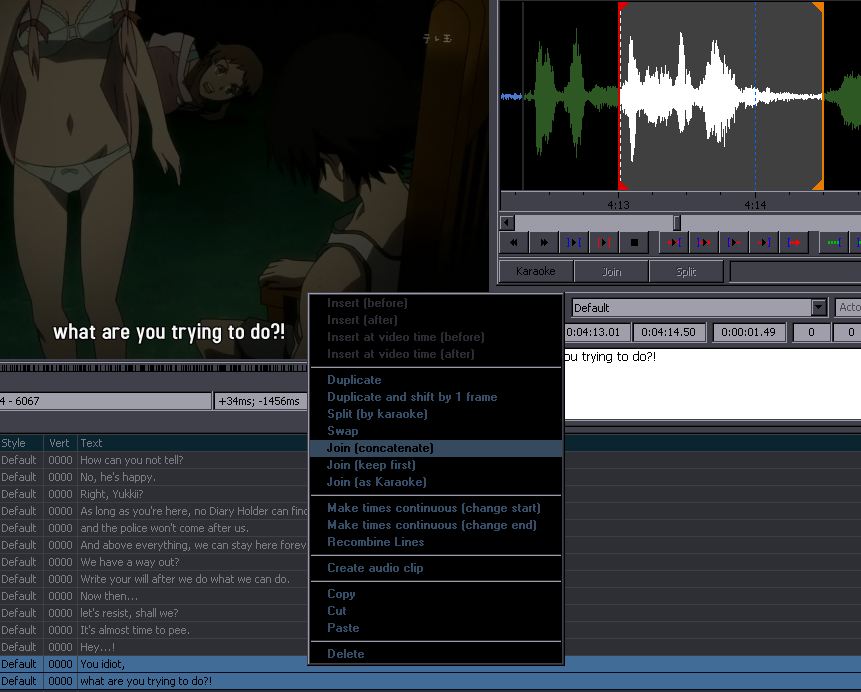 テレ玉
what are you trying to do?!
4:13
4:14
Karaoke
Join
Split
Default
Acto
0:04:13.01
0:04:14.50
0:00:01.49
0
0
ou trying to do?!
4 - 6067
+34ms; -1456ms
Insert (before)
Insert (after)
Insert at video time (before)
Insert at video time (after)
Duplicate
Duplicate and shift by 1 frame
Split (by karaoke)
Swap
Join (concatenate)
Join (keep first)
Join (as Karaoke)
Make times continuous (change start)
Make times continuous (change end)
Recombine Lines
Create audio clip
Copy
Cut
Paste
Delete
Style Vert Text
Default 0000 How can you not tell?
Default 0000 No, he's happy.
Default 0000 Right, Yukkii?
Default 0000 As long as you're here, no Diary Holder can find
Default 0000 and the police won't come after us.
Default 0000 And above everything, we can stay here forev
Default 0000 We have a way out?
Default 0000 Write your will after we do what we can do.
Default 0000 Now then...
Default 0000 let's resist, shall we?
Default 0000 It's almost time to pee.
Default 0000 Hey...!
Default 0000 You idiot,
Default 0000 what are you trying to do?!